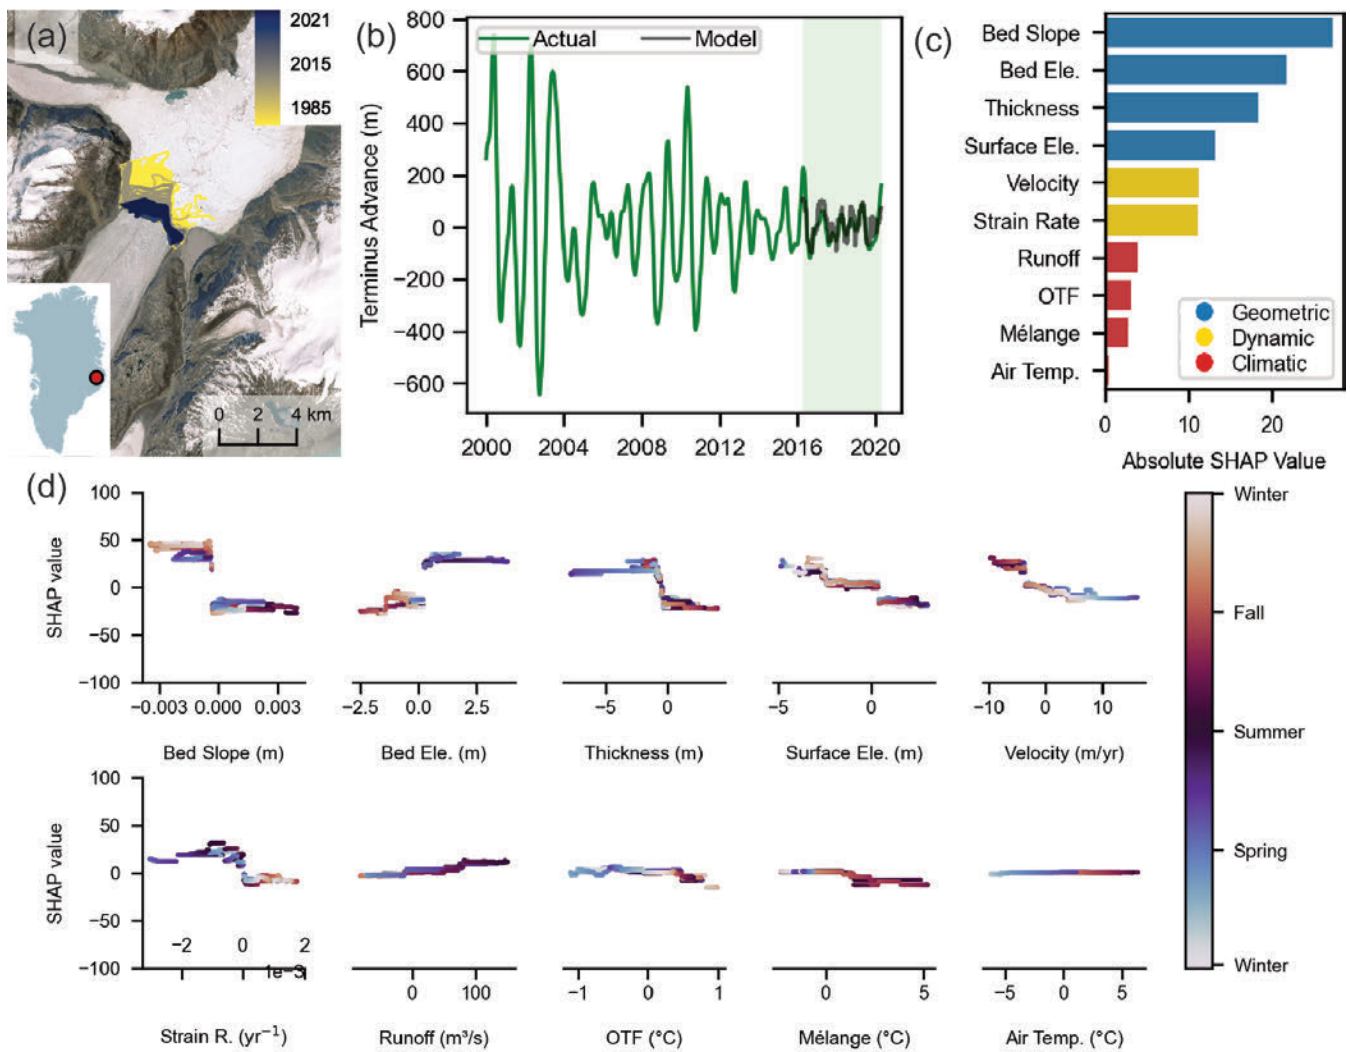 (a)
2021
2015
1985
0 2 4 km
(b)
Actual
Model
Terminus Advance (m)
800
600
400
200
0
−200
−400
−600
2000 2004 2008 2012 2016 2020
(c)
Bed Slope
Bed Ele.
Thickness
Surface Ele.
Velocity
Strain Rate
Runoff
OTF
Mélange
Air Temp.
Geometric
Dynamic
Climatic
0 10 20
Absolute SHAP Value
(d)
SHAP value
100
50
0
−50
−100
−0.003 0.000 0.003
Bed Slope (m)
−2.5 0.0 2.5
Bed Ele. (m)
−5 0
Thickness (m)
−5 0
Surface Ele. (m)
−10 0 10
Velocity (m/yr)
SHAP value
100
50
0
−50
−100
−2 0 2
1e−3
Strain R. (yr⁻¹)
0 100
Runoff (m³/s)
−1 0 1
OTF (°C)
0 5
Mélange (°C)
−5 0 5
Air Temp. (°C)
Winter
Fall
Summer
Spring
Winter